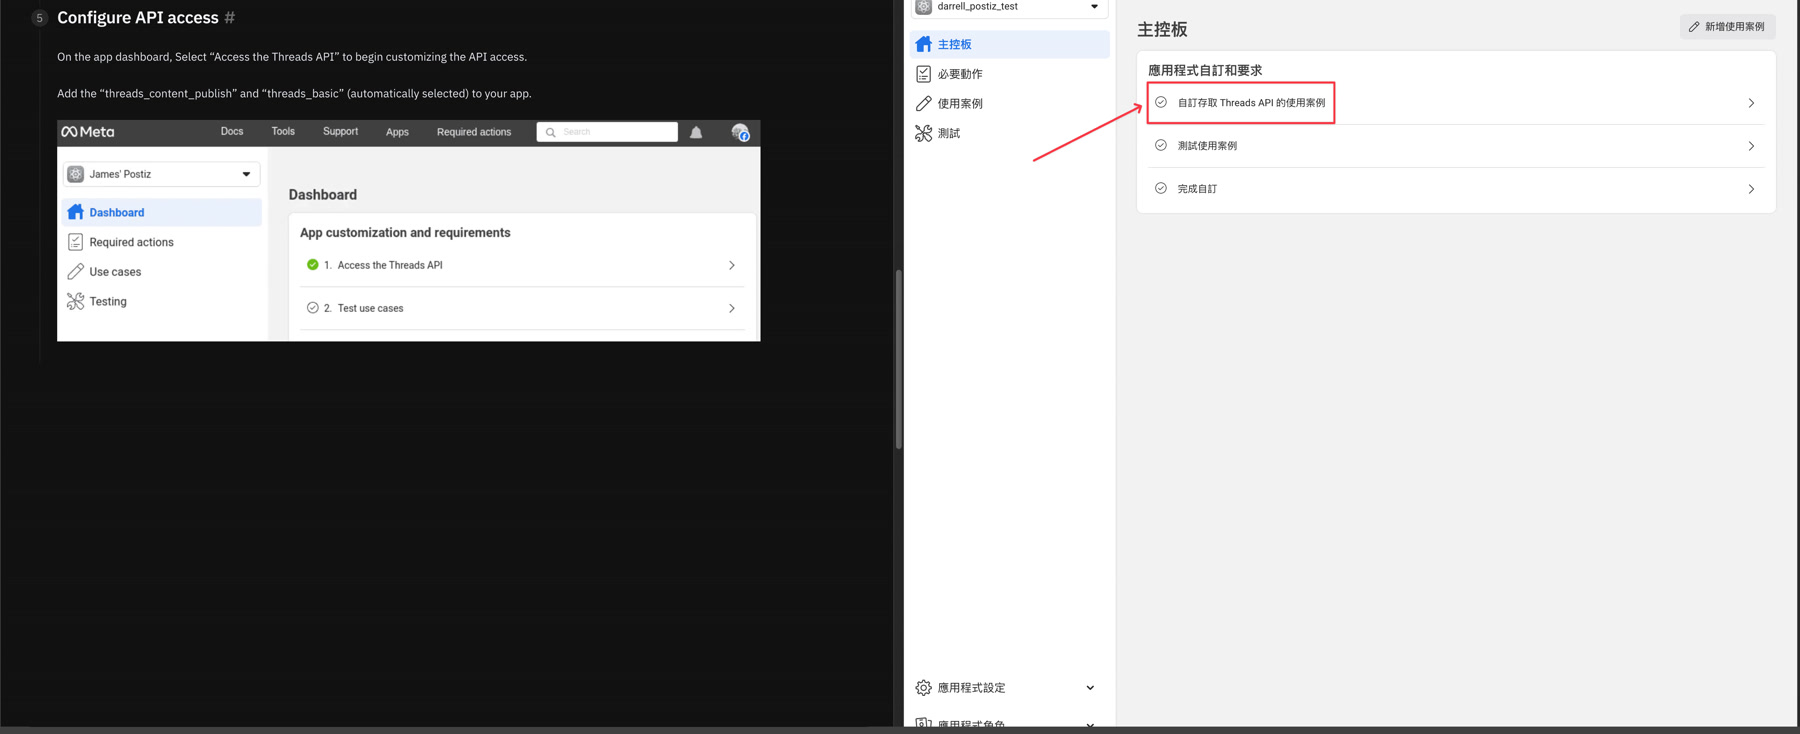 5 Configure API access #
On the app dashboard, Select “Access the Threads API” to begin customizing the API access.
Add the “threads_content_publish” and “threads_basic” (automatically selected) to your app.
Meta Docs Tools Support Apps Required actions Search
James' Postiz
Dashboard
Required actions
Use cases
Testing
Dashboard
App customization and requirements
1. Access the Threads API
2. Test use cases
darrell_postiz_test
主控板
必要動作
使用案例
測試
應用程式設定
應用程式角色
主控板
新增使用案例
應用程式自訂和要求
自訂存取 Threads API 的使用案例
測試使用案例
完成自訂